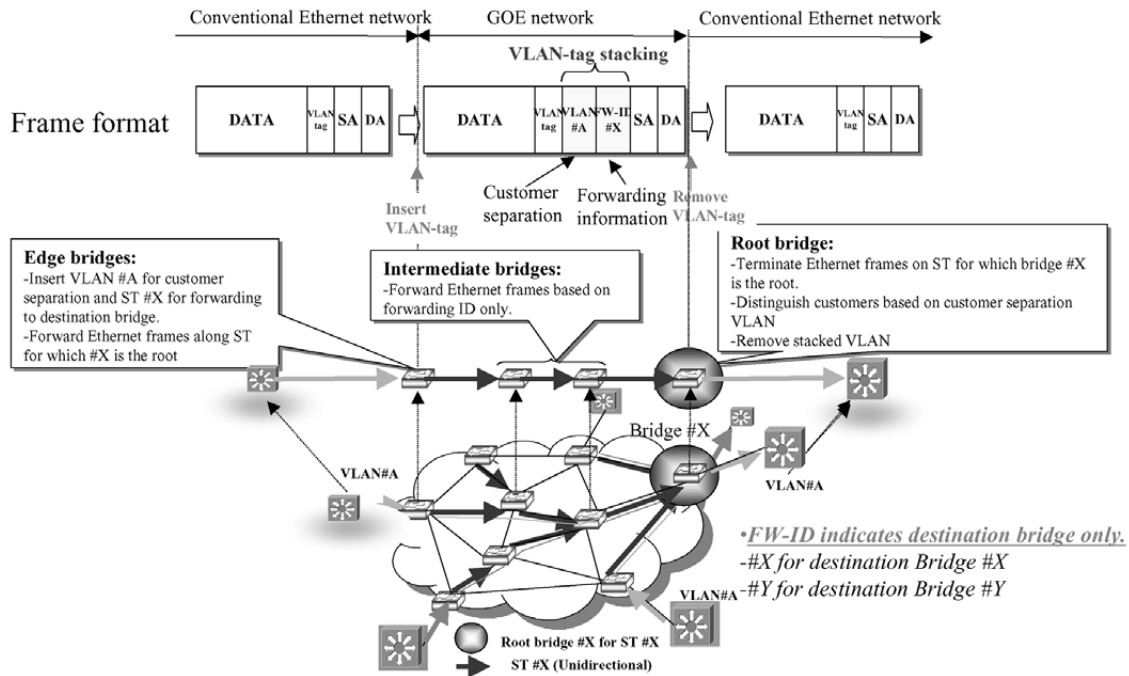 Conventional Ethernet network
GOE network
Conventional Ethernet network
VLAN-tag stacking
Frame format
DATA
VLAN
tag
SA
DA
DATA
VLAN
tag
VLAN
#A
FW-ID
#X
SA
DA
DATA
VLAN
tag
SA
DA
Customer
separation
Forwarding
information
Insert
VLAN-tag
Remove
VLAN-tag
Edge bridges:
-Insert VLAN #A for customer
separation and ST #X for forwarding
to destination bridge.
-Forward Ethernet frames along ST
for which #X is the root
Intermediate bridges:
-Forward Ethernet frames based on
forwarding ID only.
Root bridge:
-Terminate Ethernet frames on ST for which bridge #X
is the root.
-Distinguish customers based on customer separation
VLAN
-Remove stacked VLAN
Bridge #X
VLAN#A
VLAN#A
•FW-ID indicates destination bridge only.
-#X for destination Bridge #X
-#Y for destination Bridge #Y
VLAN#A
Root bridge #X for ST #X
ST #X (Unidirectional)